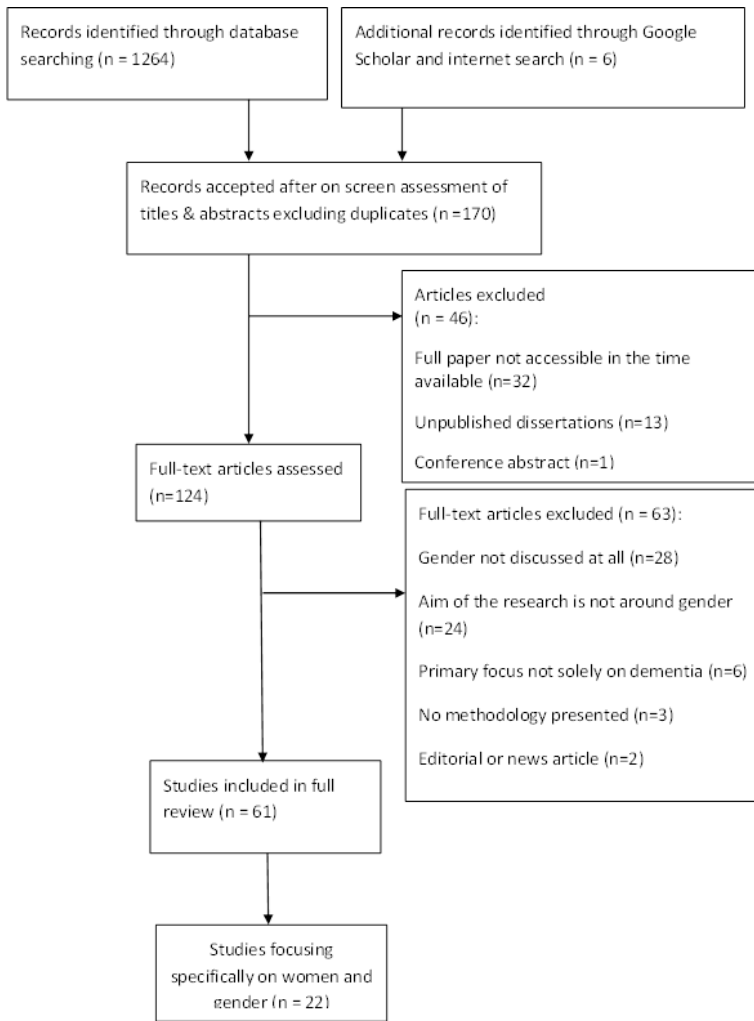 Records identified through database
searching (n = 1264)
Additional records identified through Google
Scholar and internet search (n = 6)
Records accepted after on screen assessment of
titles & abstracts excluding duplicates (n =170)
Articles excluded
(n = 46):
Full paper not accessible in the time
available (n=32)
Unpublished dissertations (n=13)
Conference abstract (n=1)
Full-text articles assessed
(n=124)
Full-text articles excluded (n = 63):
Gender not discussed at all (n=28)
Aim of the research is not around gender
(n=24)
Primary focus not solely on dementia (n=6)
No methodology presented (n=3)
Editorial or news article (n=2)
Studies included in full
review (n = 61)
Studies focusing
specifically on women and
gender (n = 22)